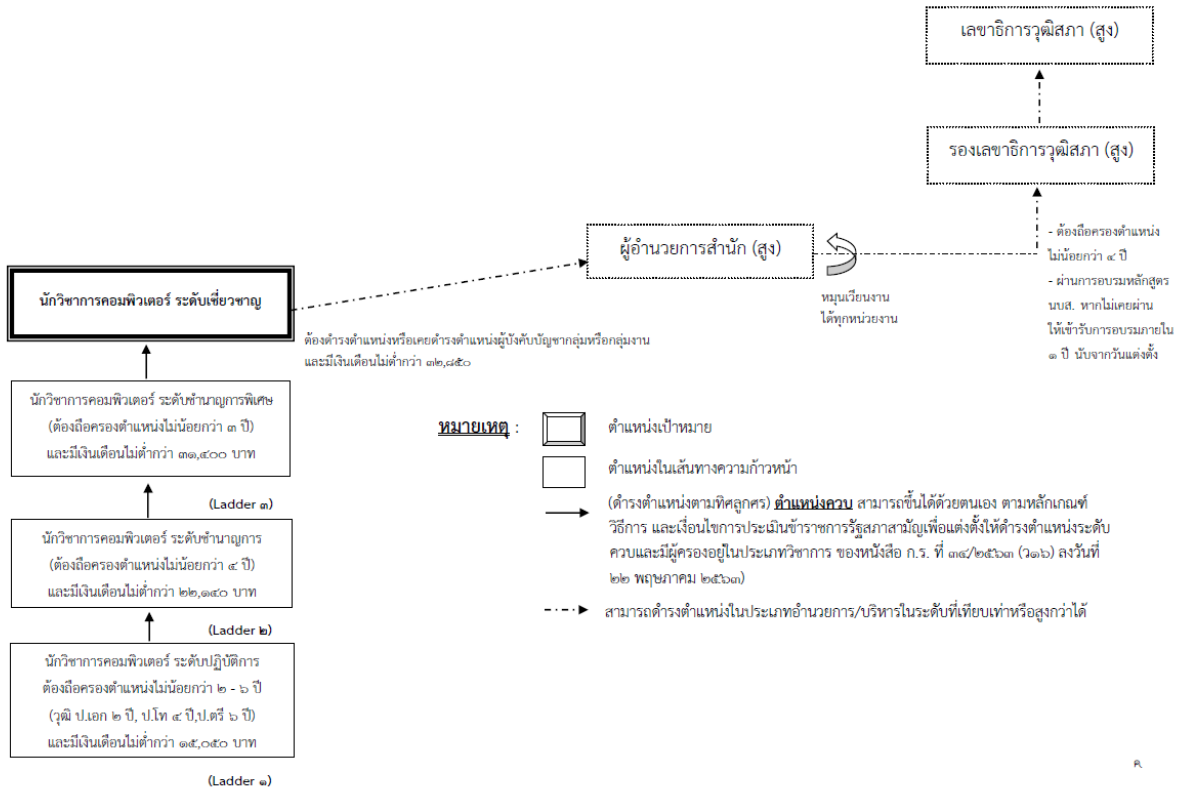 เลขาธิการวุฒิสภา (สูง)
รองเลขาธิการวุฒิสภา (สูง)
- ต้องถือครองตำแหน่ง
ไม่น้อยกว่า ๔ ปี
- ผ่านการอบรมหลักสูตร
นบส. หากไม่เคยผ่าน
ให้เข้ารับการอบรมภายใน
๑ ปี นับจากวันแต่งตั้ง
ผู้อำนวยการสำนัก (สูง)
หมุนเวียนงาน
ได้ทุกหน่วยงาน
นักวิชาการคอมพิวเตอร์ ระดับเชี่ยวชาญ
ต้องดำรงตำแหน่งหรือเคยดำรงตำแหน่งผู้บังคับบัญชากลุ่มหรือกลุ่มงาน
และมีเงินเดือนไม่ต่ำกว่า ๓๒,๘๕๐
นักวิชาการคอมพิวเตอร์ ระดับชำนาญการพิเศษ
(ต้องถือครองตำแหน่งไม่น้อยกว่า ๓ ปี)
และมีเงินเดือนไม่ต่ำกว่า ๓๑,๔๐๐ บาท
(Ladder ๓)
นักวิชาการคอมพิวเตอร์ ระดับชำนาญการ
(ต้องถือครองตำแหน่งไม่น้อยกว่า ๔ ปี)
และมีเงินเดือนไม่ต่ำกว่า ๒๒,๑๔๐ บาท
(Ladder ๒)
นักวิชาการคอมพิวเตอร์ ระดับปฏิบัติการ
ต้องถือครองตำแหน่งไม่น้อยกว่า ๒ - ๖ ปี
(วุฒิ ป.เอก ๒ ปี, ป.โท ๔ ปี,ป.ตรี ๖ ปี)
และมีเงินเดือนไม่ต่ำกว่า ๑๕,๐๕๐ บาท
(Ladder ๑)
หมายเหตุ :
ตำแหน่งเป้าหมาย
ตำแหน่งในเส้นทางความก้าวหน้า
(ดำรงตำแหน่งตามทิศลูกศร) ตำแหน่งควบ สามารถขึ้นได้ด้วยตนเอง ตามหลักเกณฑ์
วิธีการ และเงื่อนไขการประเมินข้าราชการรัฐสภาสามัญเพื่อแต่งตั้งให้ดำรงตำแหน่งระดับ
ควบและมีผู้ครองอยู่ในประเภทวิชาการ ของหนังสือ ก.ร. ที่ ๓๔/๒๕๖๓ (ว๑๖) ลงวันที่
๒๒ พฤษภาคม ๒๕๖๓)
สามารถดำรงตำแหน่งในประเภทอำนวยการ/บริหารในระดับที่เทียบเท่าหรือสูงกว่าได้